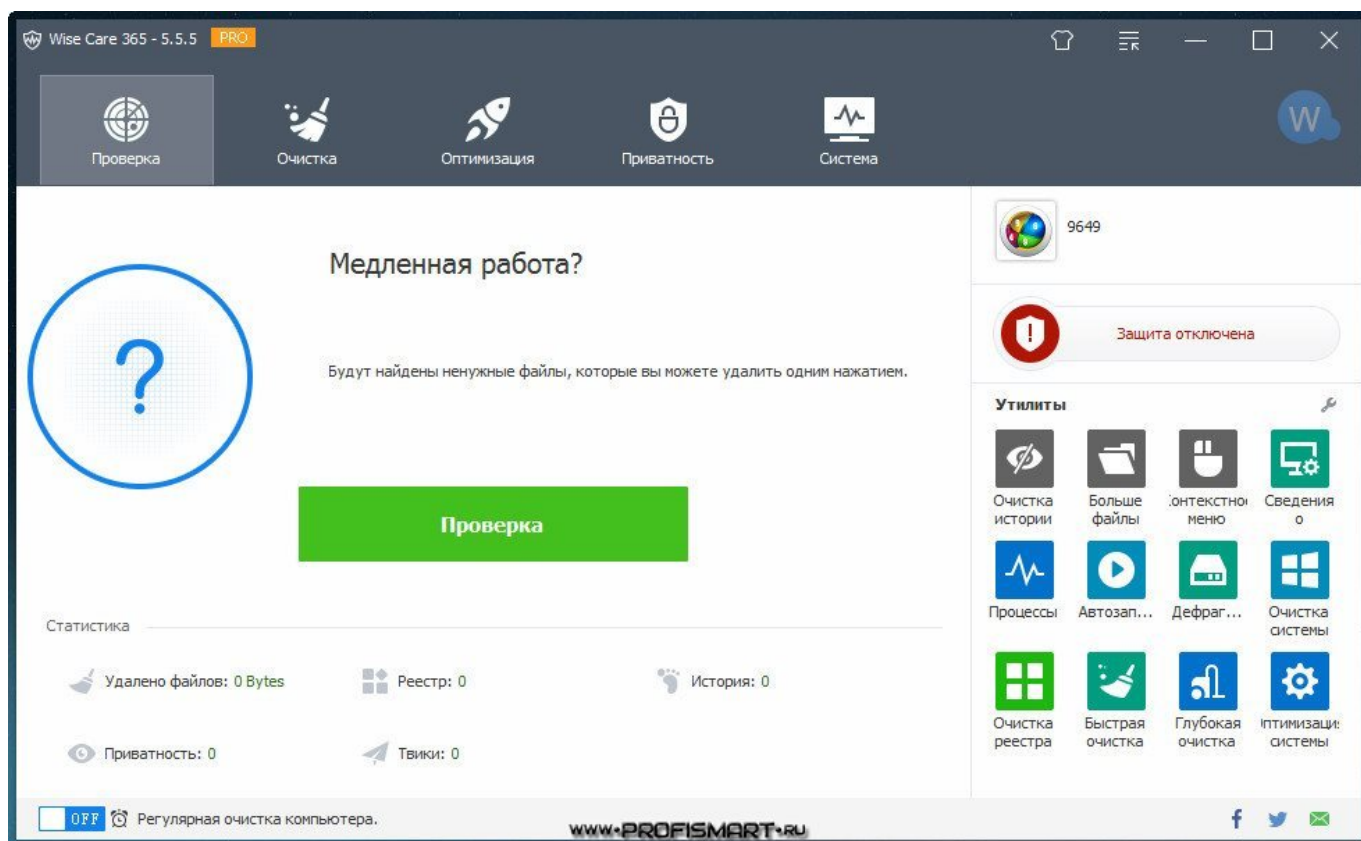 Wise Care 365 - 5.5.5 PRO
Проверка
Очистка
Оптимизация
Приватность
Система
W
9649
Медленная работа?
Защита отключена
?
Будут найдены ненужные файлы, которые вы можете удалить одним нажатием.
Проверка
Утилиты
Очистка
истории
Больше
файлы
онтекстно
меню
Сведения
о
Процессы
Автозап...
Дефраг...
Очистка
системы
Очистка
реестра
Быстрая
очистка
Глубокая
очистка
птимизаци
системы
Статистика
Удалено файлов: 0 Bytes
Реестр: 0
История: 0
Приватность: 0
Твики: 0
OFF Регулярная очистка компьютера.
WWW•PROFISMART•RU